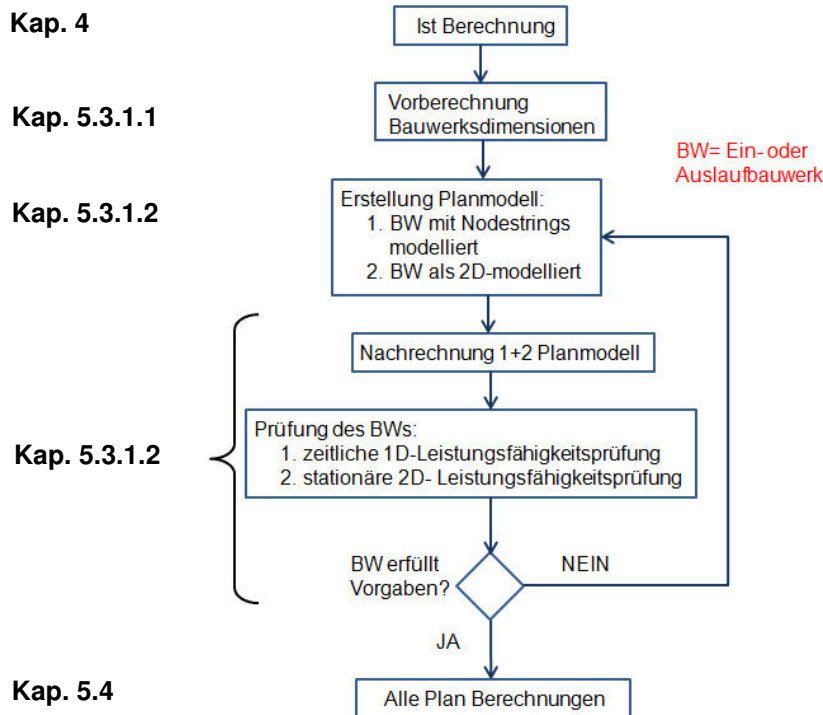 Kap. 4
Ist Berechnung
Kap. 5.3.1.1
Vorberechnung
Bauwerksdimensionen
BW= Ein- oder
Auslaufbauwerk
Kap. 5.3.1.2
Erstellung Planmodell:
1. BW mit Nodestrings
modelliert
2. BW als 2D-modelliert
Nachrechnung 1+2 Planmodell
Kap. 5.3.1.2
Prüfung des BWs:
1. zeitliche 1D-Leistungsfähigkeitsprüfung
2. stationäre 2D- Leistungsfähigkeitsprüfung
BW erfüllt
Vorgaben?
NEIN
JA
Kap. 5.4
Alle Plan Berechnungen